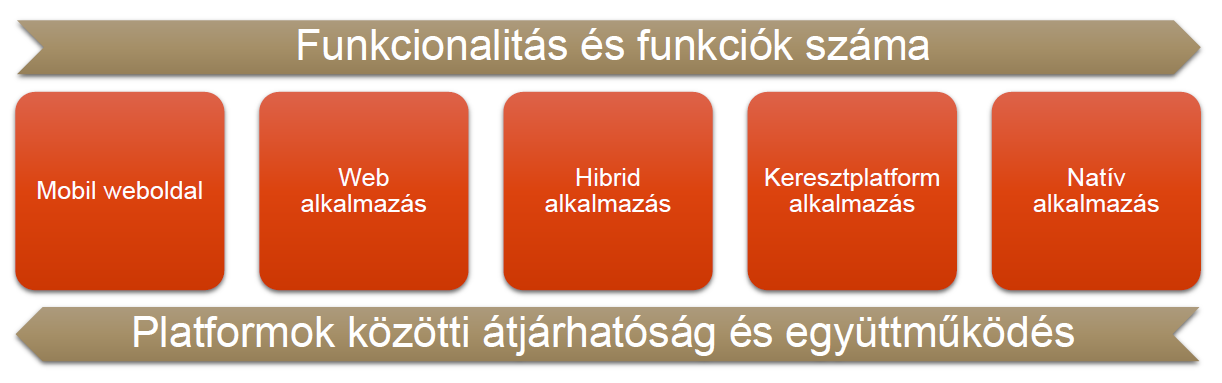 Funkcionalitás és funkciók száma
Mobil weboldal
Web
alkalmazás
Hibrid
alkalmazás
Keresztplatform
alkalmazás
Natív
alkalmazás
Platformok közötti átjárhatóság és együttműködés